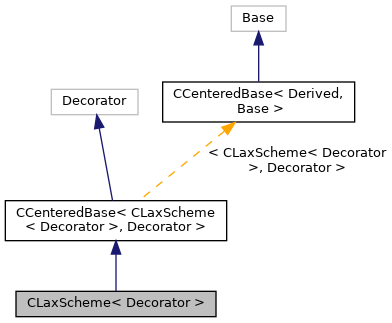 Base
CCenteredBase< Derived,
Base >
Decorator
< CLaxScheme< Decorator
>, Decorator >
CCenteredBase< CLaxScheme
< Decorator >, Decorator >
CLaxScheme< Decorator >